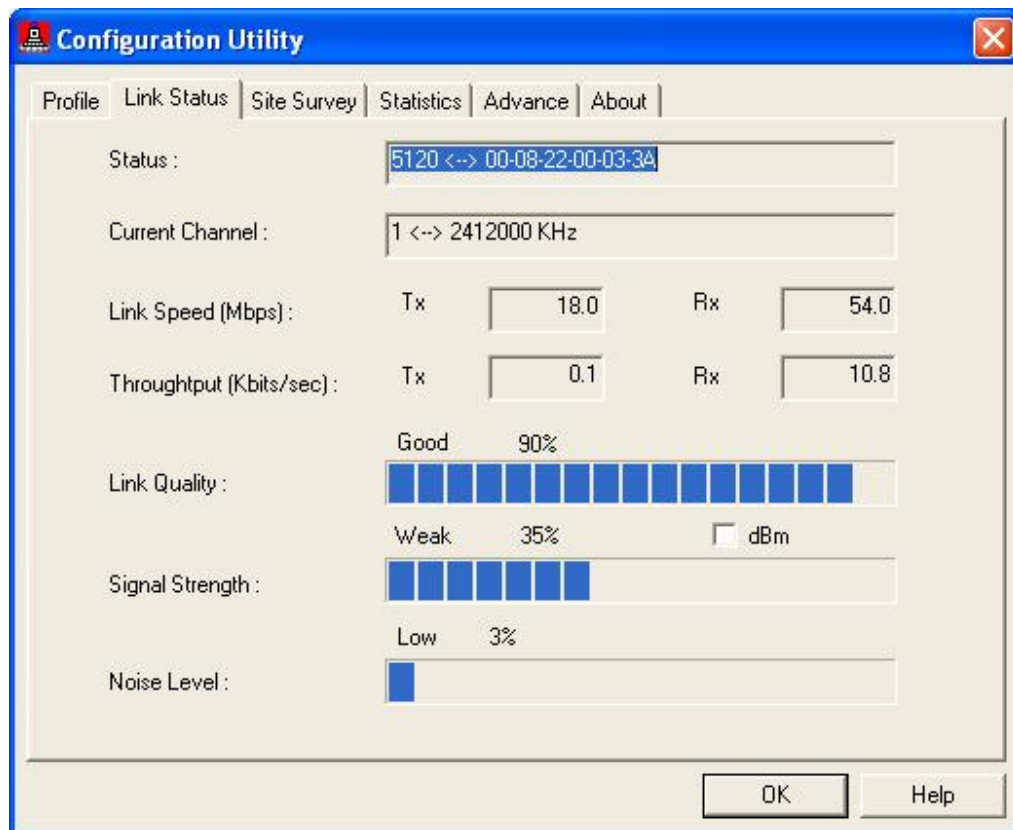 Configuration Utility
Profile Link Status Site Survey Statistics Advance About
Status : 5120 <--> 00-08-22-00-03-3A
Current Channel : 1 <--> 2412000 KHz
Link Speed (Mbps) : Tx 18.0 Rx 54.0
Throughtput (Kbits/sec) : Tx 0.1 Rx 10.8
Good 90%
Link Quality :
Weak 35% dBm
Signal Strength :
Low 3%
Noise Level :
OK Help